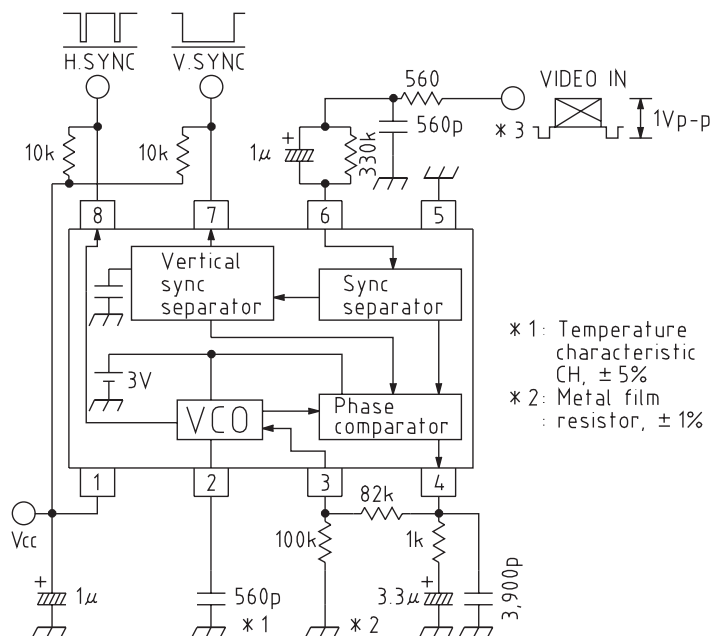 H.SYNC V.SYNC
560 VIDEO IN
10k 10k 1μ 330k 560p *3 1Vp-p
8 7 6 5
Vertical
sync
separator
Sync
separator
3V
VCO
Phase
comparator
*1: Temperature
characteristic
CH, ±5%
*2: Metal film
: resistor, ±1%
1 2 3 4
Vcc
82k
100k 1k
1μ 560p 3.3μ 3,900p
*1 *2